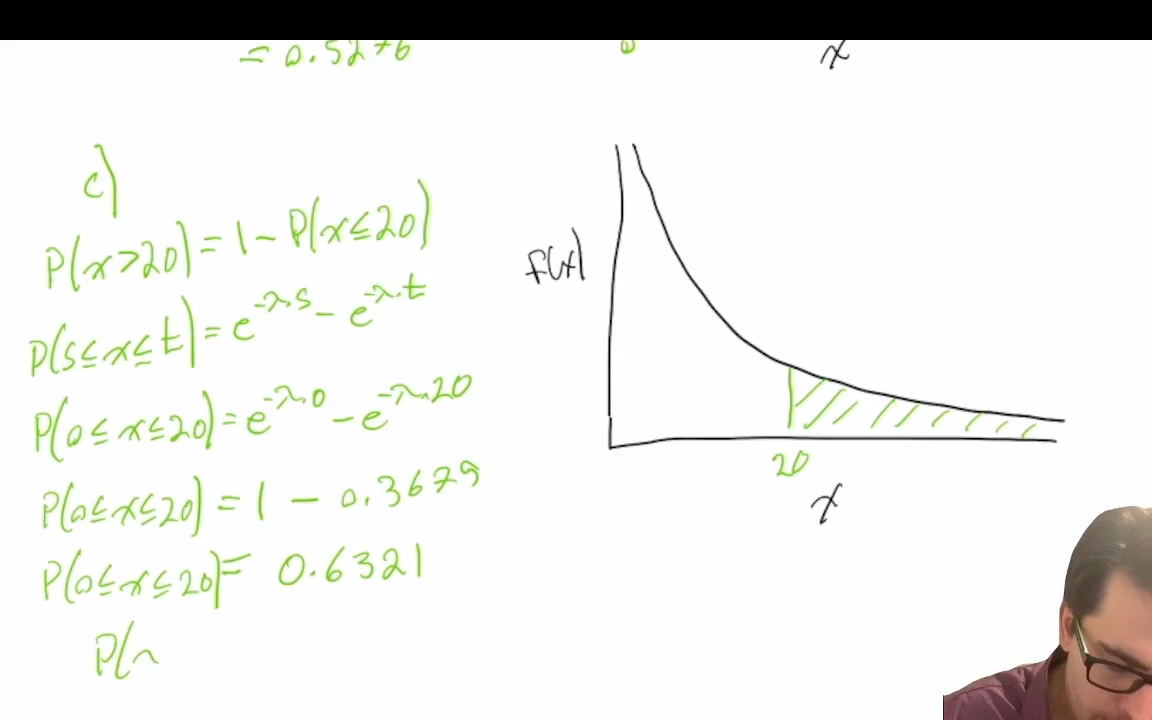 = 0.5276
0
x
c)
P(x>20) = 1 - P(x≤20)
P(s≤x≤t) = e^-λ.s - e^-λ.t
P(0≤x≤20) = e^-λ.0 - e^-λ.20
P(0≤x≤20) = 1 - 0.3679
P(0≤x≤20) = 0.6321
P(
f(x)
20
x